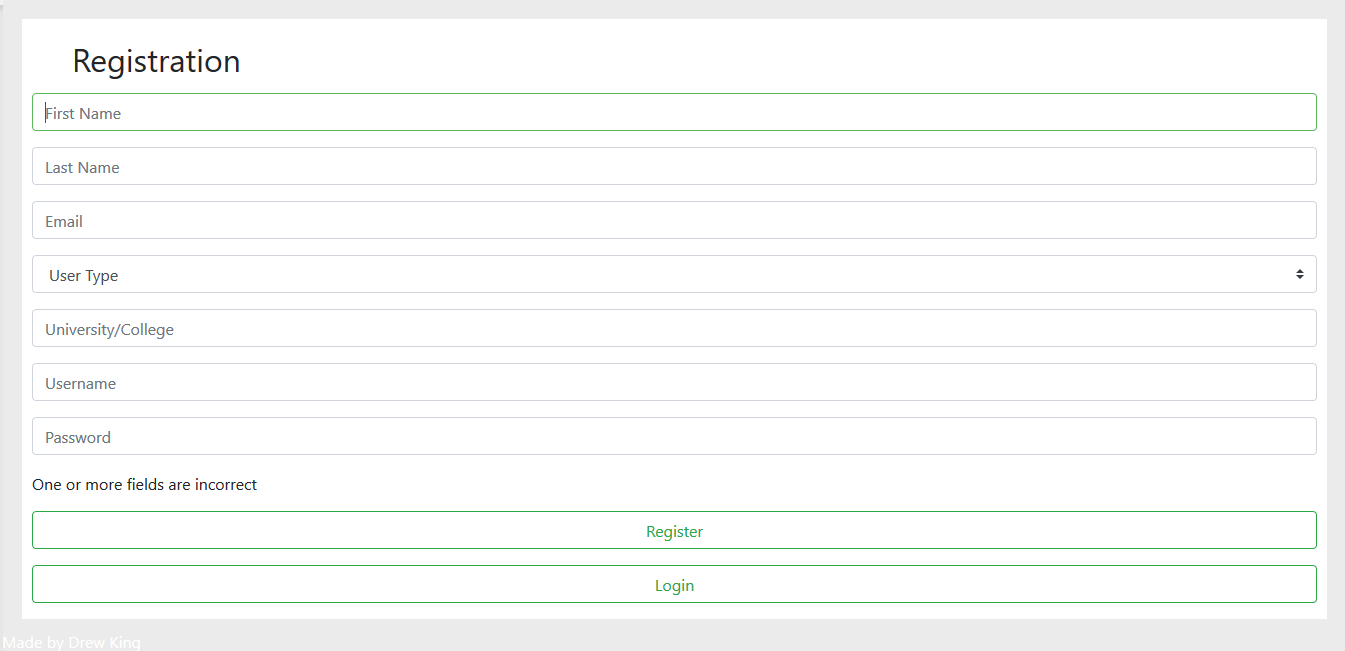 Registration
First Name
Last Name
Email
User Type
University/College
Username
Password
One or more fields are incorrect
Register
Login
Made by Drew King